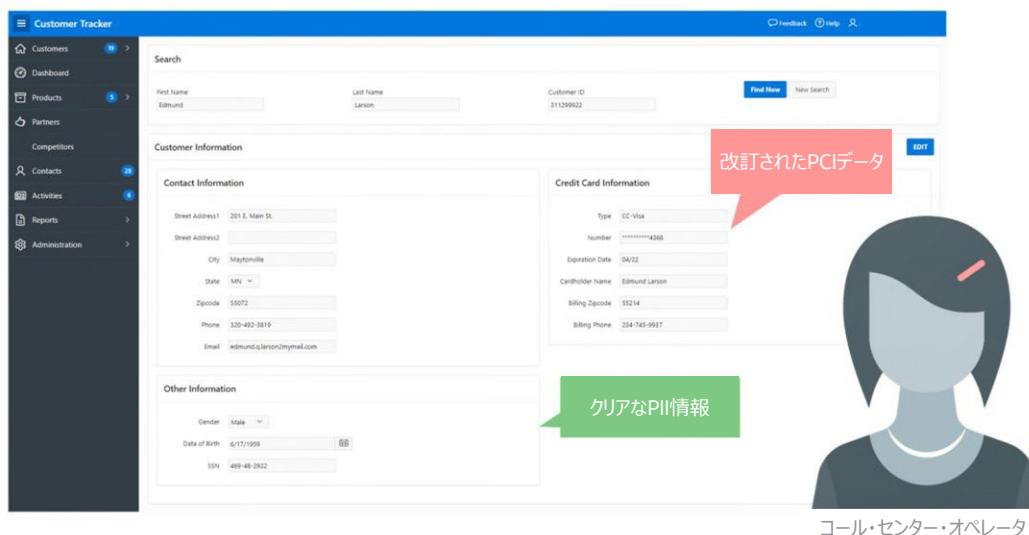 Customer Tracker
Feedback Help
Customers 19
Dashboard
Products 5
Partners
Competitors
Contacts 28
Activities 6
Reports
Administration
Search
First Name Last Name Customer ID
Edmund Larson 311299922
Find Now New Search
Customer Information
EDIT
改訂されたPCIデータ
Contact Information
Street Address1 201 E. Main St.
Street Address2
City Maytonville
State MN
Zipcode 55072
Phone 320-492-3819
Email edmund.q.larson2mymail.com
Credit Card Information
Type CC-Visa
Number **********4368
Expiration Date 04/22
Cardholder Name Edmund Larson
Billing Zipcode 55214
Billing Phone 234-745-9937
Other Information
Gender Male
Data of Birth 6/17/1959
SSN 469-48-2922
クリアなPII情報
コール・センター・オペレータ